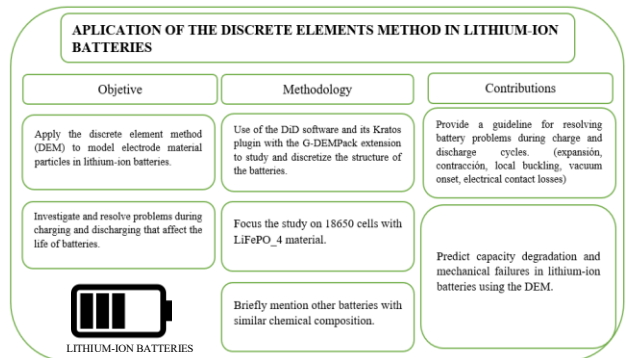 APLICATION OF THE DISCRETE ELEMENTS METHOD IN LITHIUM-ION
BATTERIES
Objetive
Apply the discrete element method
(DEM) to model electrode material
particles in lithium-ion batteries.
Investigate and resolve problems during
charging and discharging that affect the
life of batteries.
LITHIUM-ION BATTERIES
Methodology
Use of the DiD software and its Kratos
plugin with the G-DEMPack extension
to study and discretize the structure of
the batteries.
Focus the study on 18650 cells with
LiFePO_4 material.
Briefly mention other batteries with
similar chemical composition.
Contributions
Provide a guideline for resolving
battery problems during charge and
discharge cycles. (expansión,
contracción, local buckling, vacuum
onset, electrical contact losses)
Predict capacity degradation and
mechanical failures in lithium-ion
batteries using the DEM.